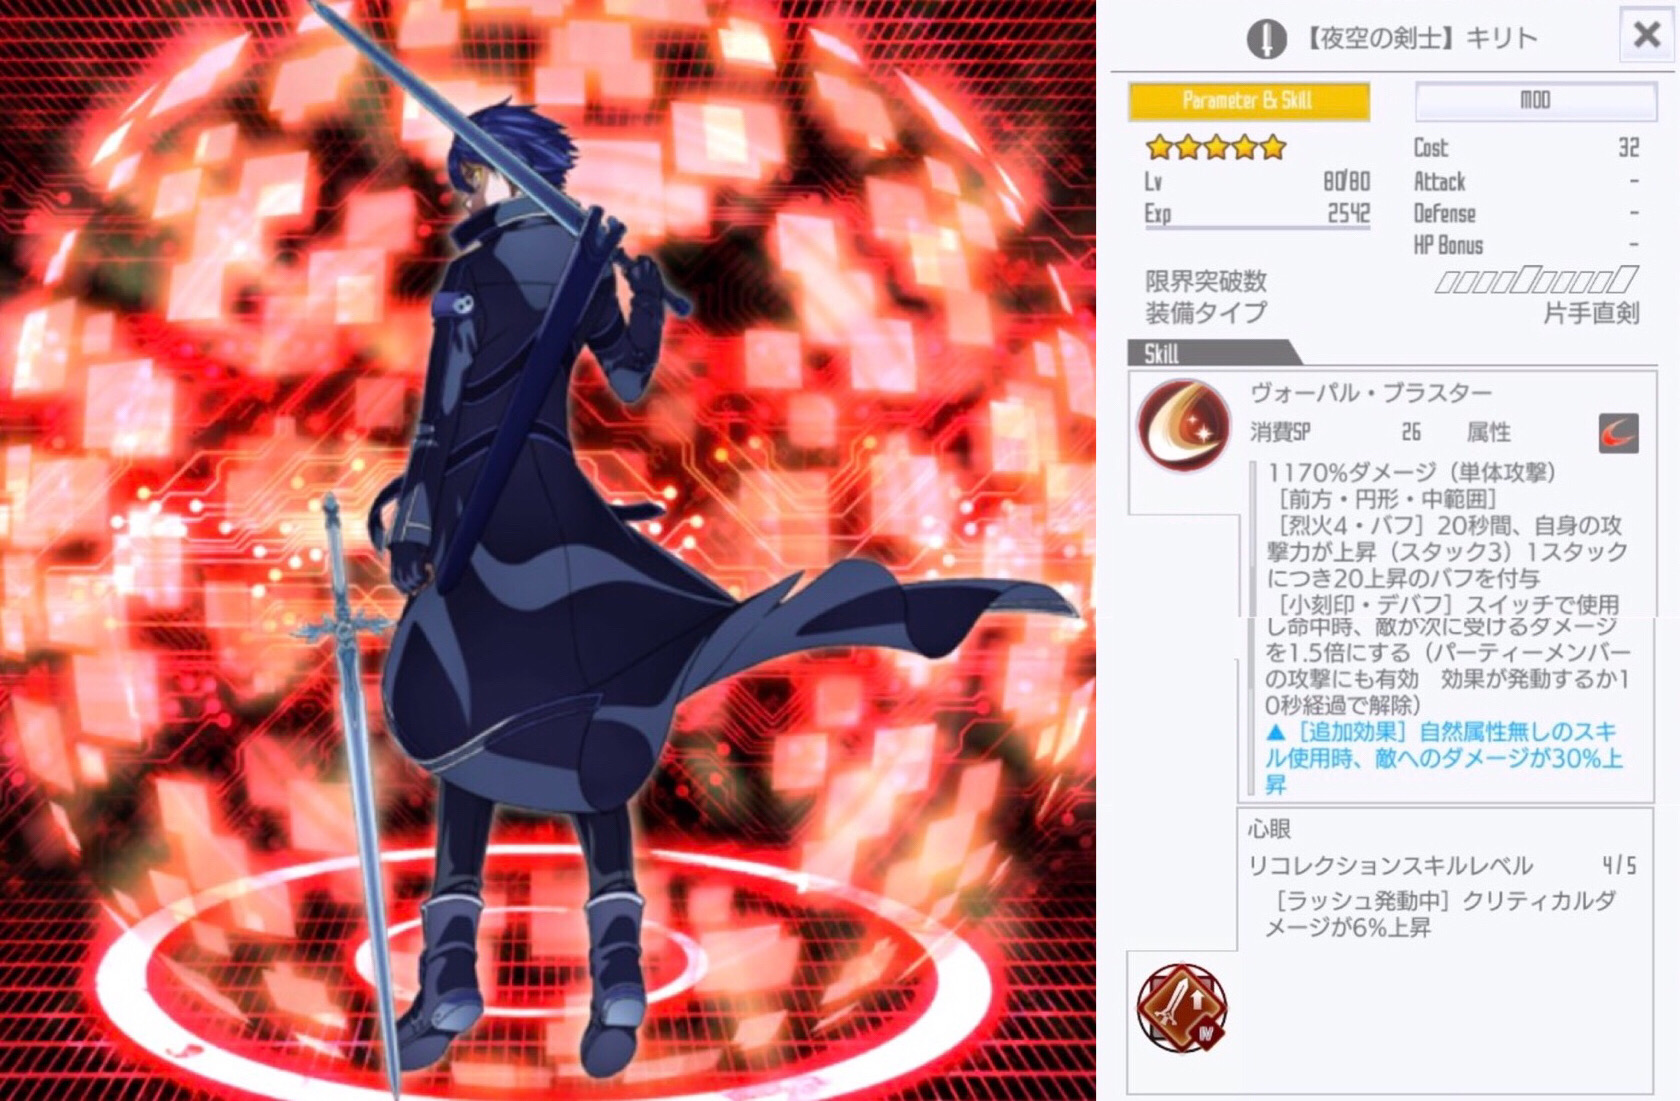 【夜空の剣士】キリト
Parameter & Skill
MOD
Cost 32
Lv 80/80
Attack -
Exp 2542
Defense -
HP Bonus -
限界突破数
装備タイプ 片手直剣
Skill
ヴォーパル・ブラスター
消費SP 26 属性
1170%ダメージ（単体攻撃）
［前方・円形・中範囲］
［烈火4・バフ］20秒間、自身の攻
撃力が上昇（スタック3）1スタック
につき20上昇のバフを付与
［小刻印・デバフ］スイッチで使用
し命中時、敵が次に受けるダメージ
を1.5倍にする（パーティーメンバー
の攻撃にも有効　効果が発動するか1
0秒経過で解除）
▲［追加効果］自然属性無しのスキ
ル使用時、敵へのダメージが30%上
昇
心眼
リコレクションスキルレベル 4/5
［ラッシュ発動中］クリティカルダ
メージが6%上昇
IV